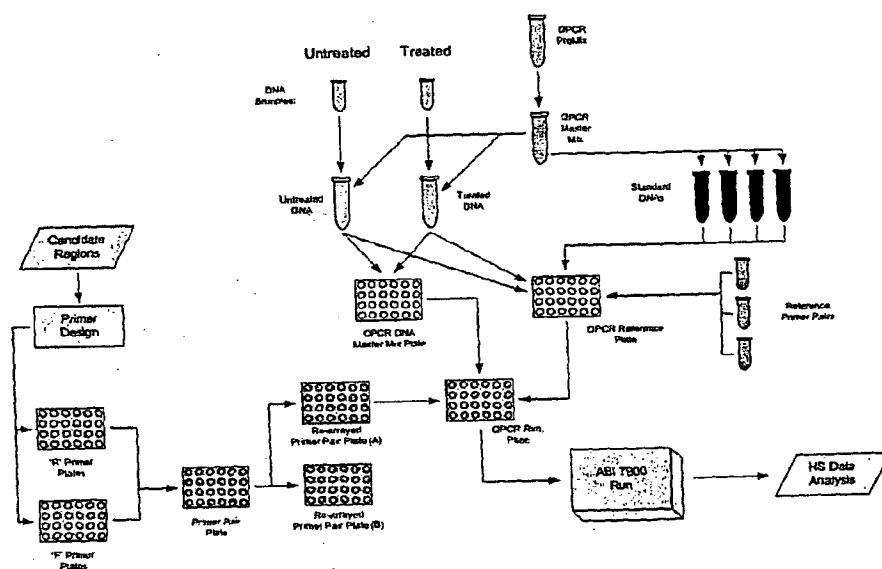 Untreated
Treated
QPCR
PreMix
DNA
Samples:
QPCR
Master
Mix
Untreated
DNA
Treated
DNA
Standard
DNAs
Candidate
Regions
Primer
Design
QPCR DNA
Master Mix Plate
QPCR Reference
Plate
Reference
Primer Pairs
"R" Primer
Plates
Re-arrayed
Primer Pair Plate (A)
QPCR Run
Plate
ABI 7900
Run
HS Data
Analysis
"F" Primer
Plates
Primer Pair
Plate
Re-arrayed
Primer Pair Plate (B)